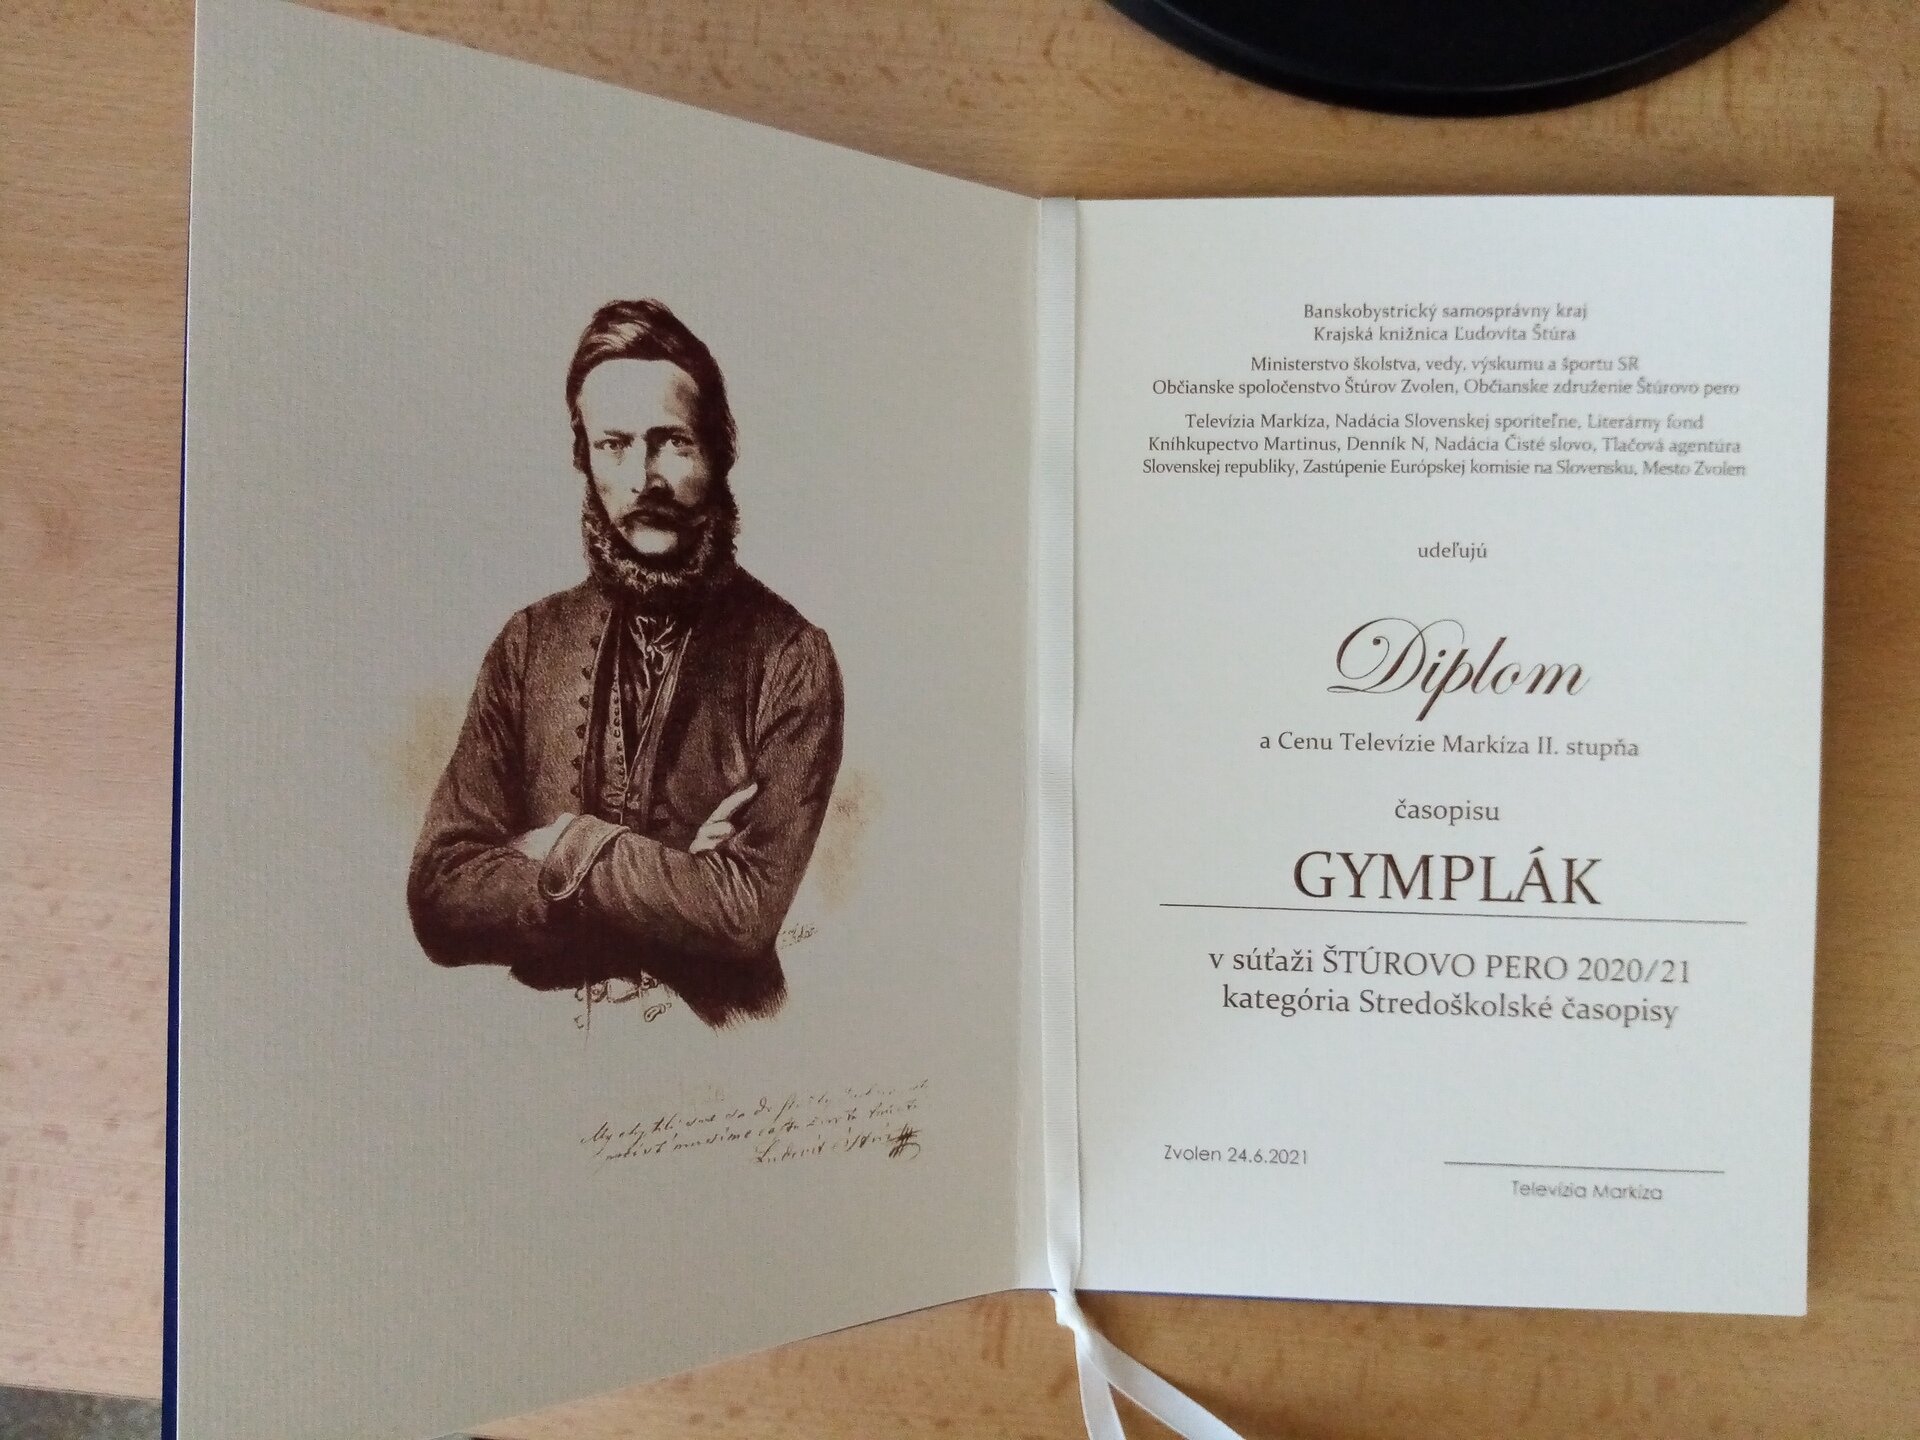 Ľudovít Štúr
Banskobystrický samosprávny kraj
Krajská knižnica Ľudovíta Štúra
Ministerstvo školstva, vedy, výskumu a športu SR
Občianske spoločenstvo Štúrov Zvolen, Občianske združenie Štúrovo pero
Televízia Markíza, Nadácia Slovenskej sporiteľne, Literárny fond
Kníhkupectvo Martinus, Denník N, Nadácia Čisté slovo, Tlačová agentúra
Slovenskej republiky, Zastúpenie Európskej komisie na Slovensku, Mesto Zvolen
udeľujú
Diplom
a Cenu Televízie Markíza II. stupňa
časopisu
GYMPLÁK
v súťaži ŠTÚROVO PERO 2020/21
kategória Stredoškolské časopisy
Zvolen 24.6.2021
Televízia Markíza